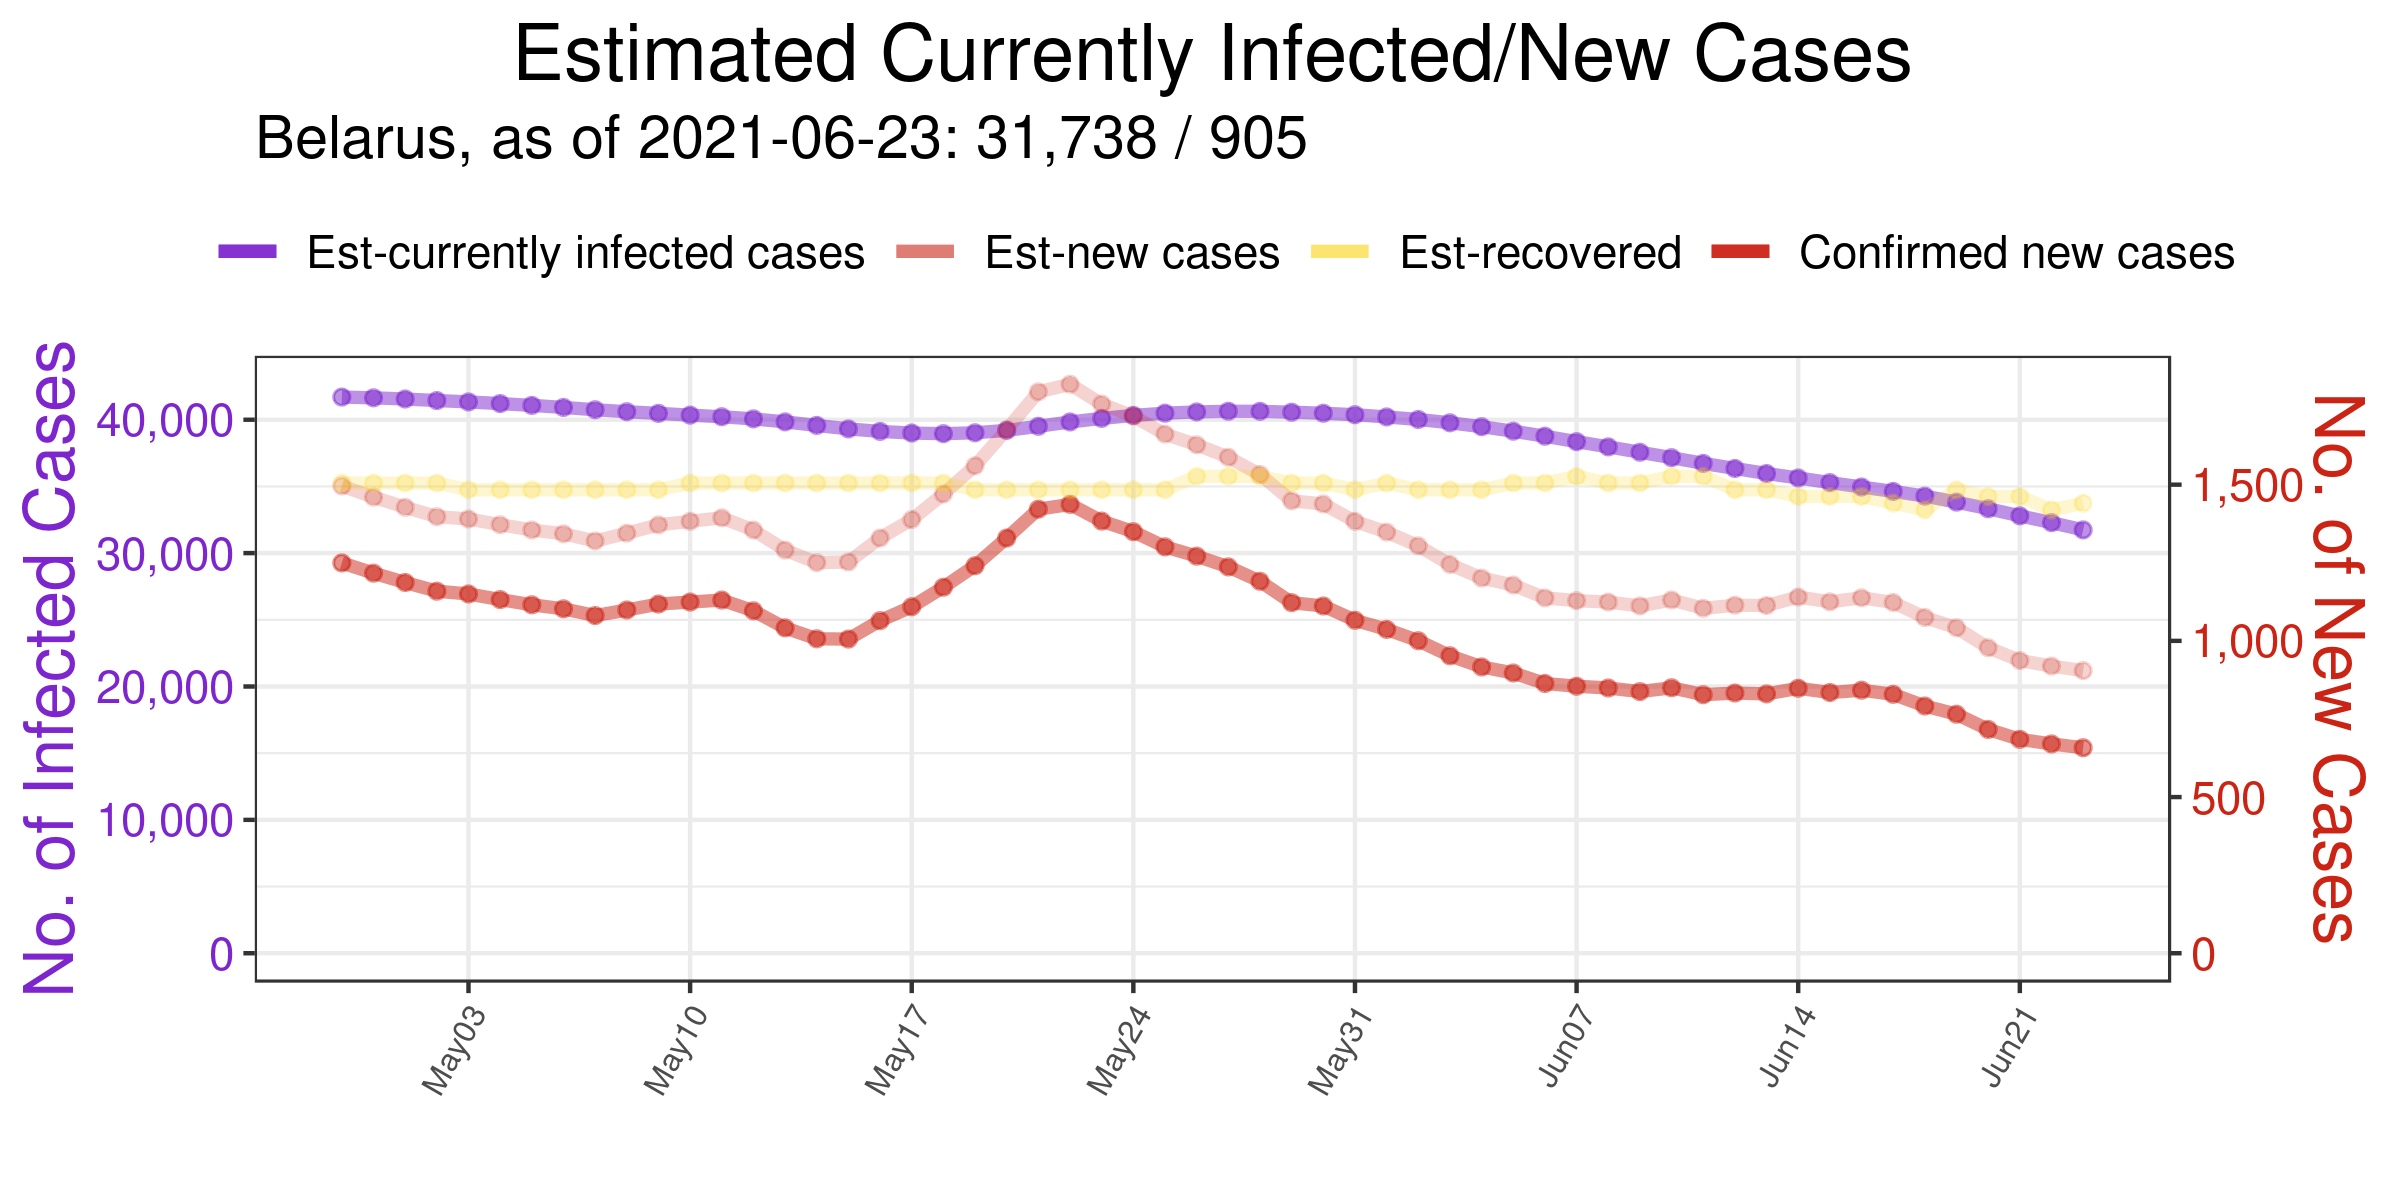 Estimated Currently Infected/New Cases
Belarus, as of 2021-06-23: 31,738 / 905
Est-currently infected cases Est-new cases Est-recovered Confirmed new cases
No. of Infected Cases
40,000
30,000
20,000
10,000
0
1,500
1,000
500
0
No. of New Cases
May03 May10 May17 May24 May31 Jun07 Jun14 Jun21